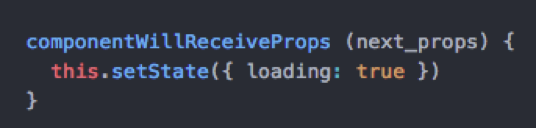 componentWillReceiveProps (next_props) {
  this.setState({ loading: true })
}